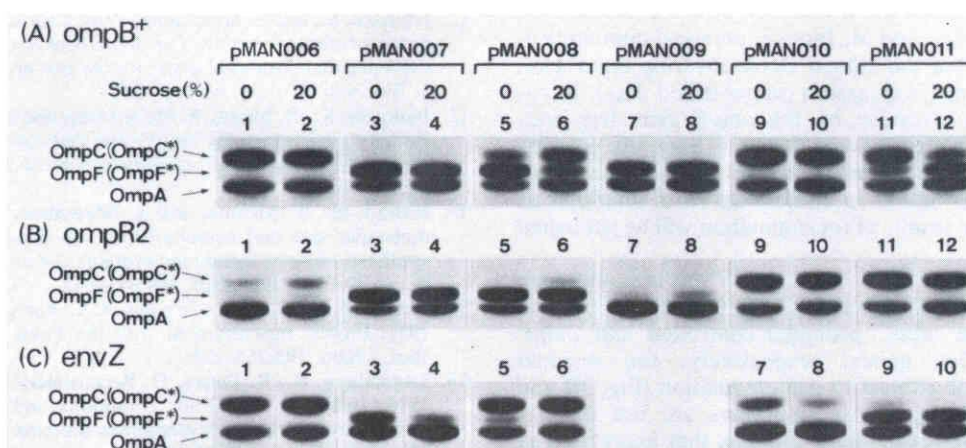 (A) ompB⁺
pMAN006 pMAN007 pMAN008 pMAN009 pMAN010 pMAN011
Sucrose(%) 0 20 0 20 0 20 0 20 0 20 0 20
1 2 3 4 5 6 7 8 9 10 11 12
OmpC(OmpC*)
OmpF(OmpF*)
OmpA
(B) ompR2
1 2 3 4 5 6 7 8 9 10 11 12
OmpC(OmpC*)
OmpF(OmpF*)
OmpA
(C) envZ
1 2 3 4 5 6 7 8 9 10
OmpC(OmpC*)
OmpF(OmpF*)
OmpA